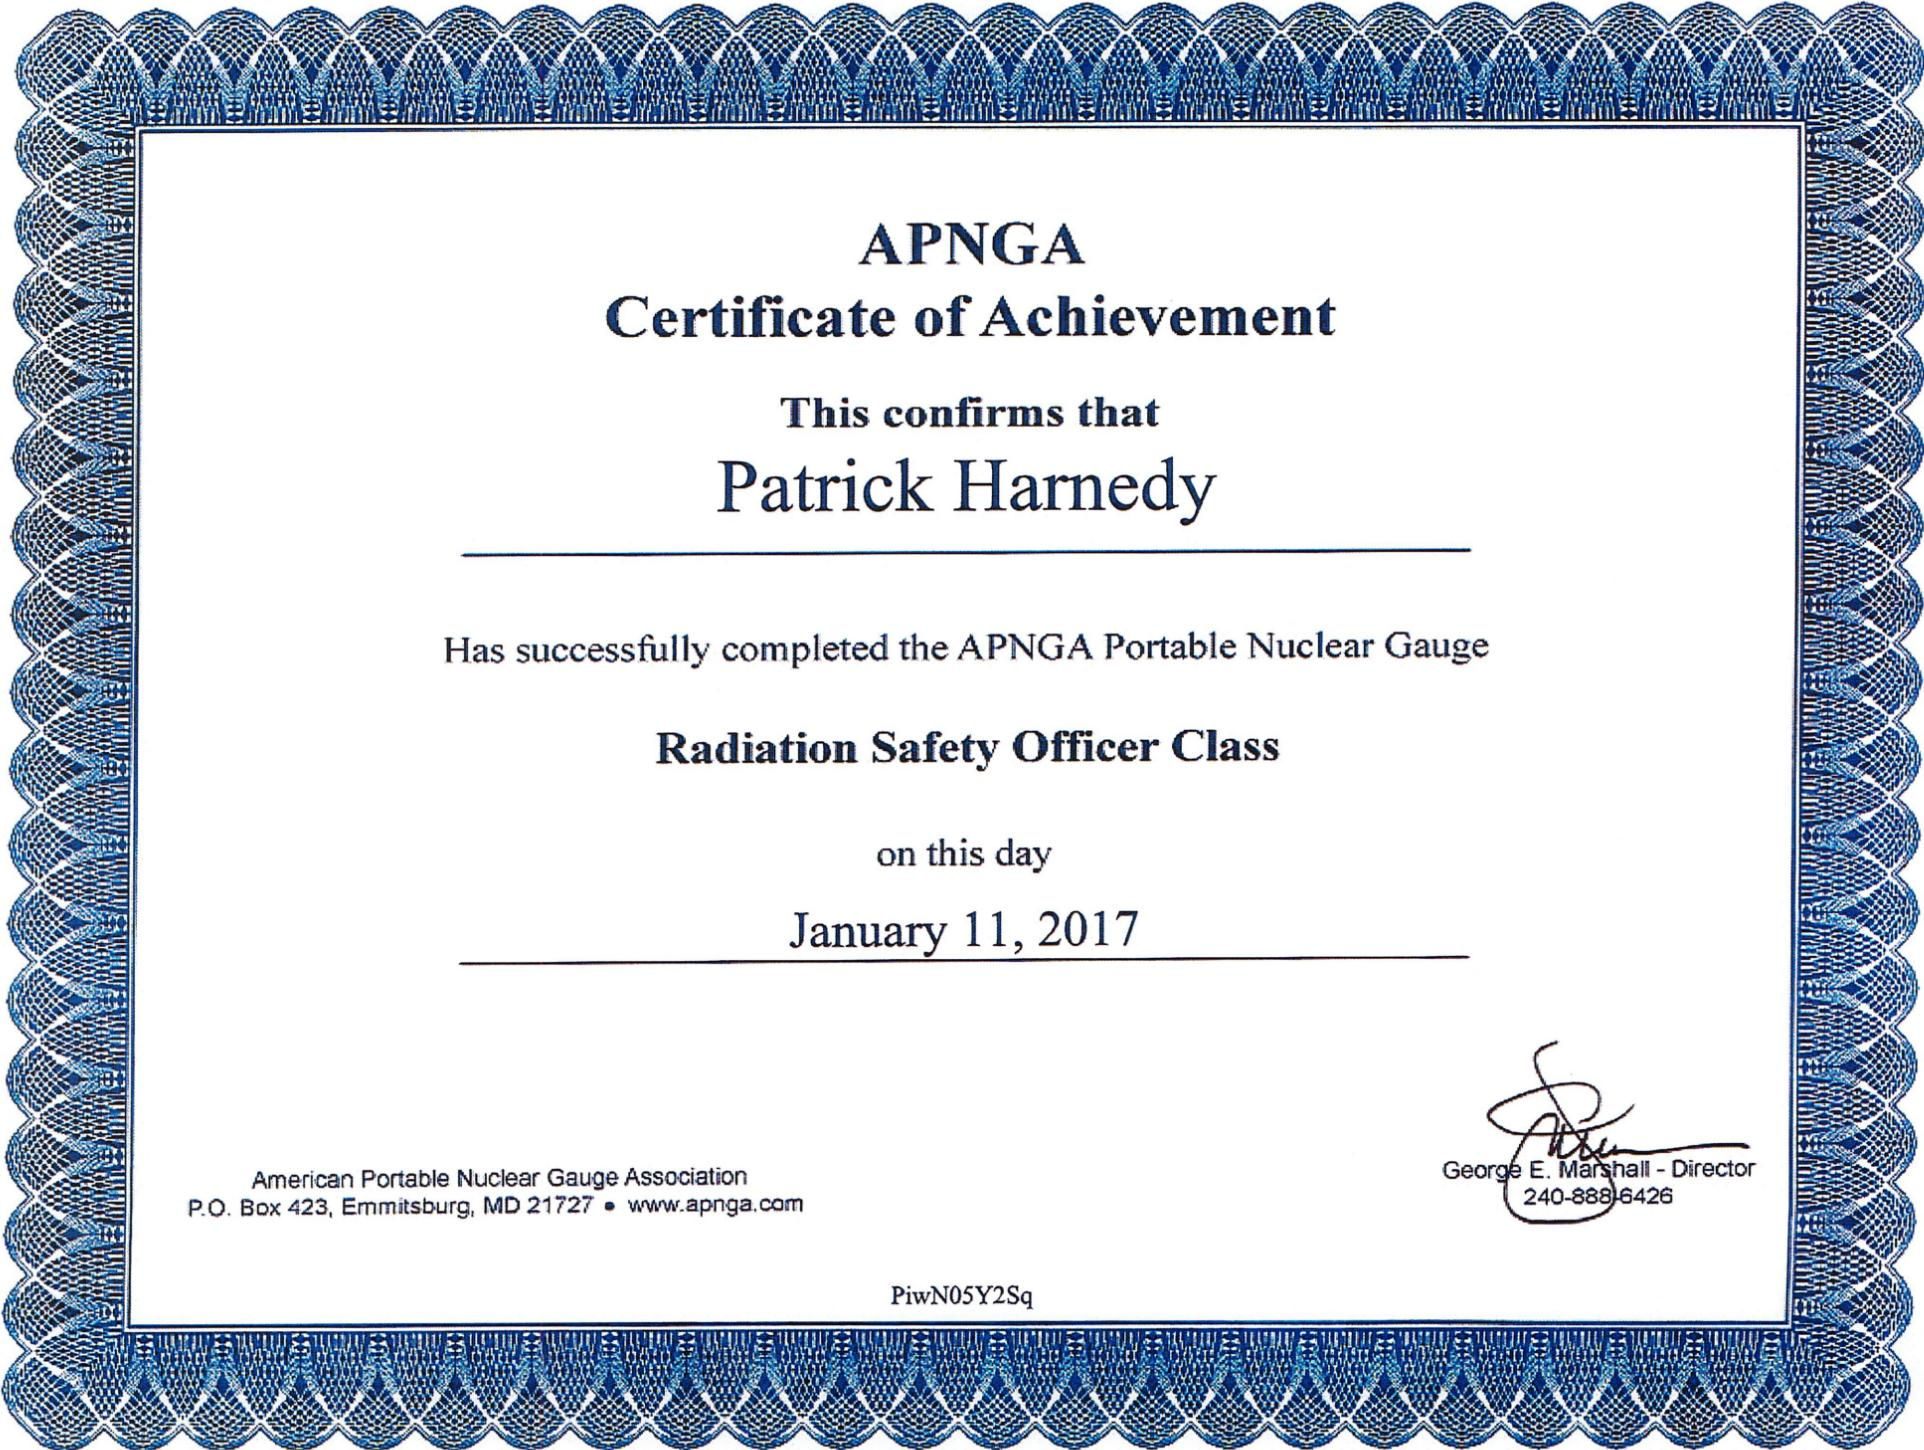 APNGA
Certificate of Achievement
This confirms that
Patrick Harnedy
Has successfully completed the APNGA Portable Nuclear Gauge
Radiation Safety Officer Class
on this day
January 11, 2017
American Portable Nuclear Gauge Association
P.O. Box 423, Emmitsburg, MD 21727 • www.apnga.com
George E. Marshall - Director
240-888-6426
PiwN05Y2Sq